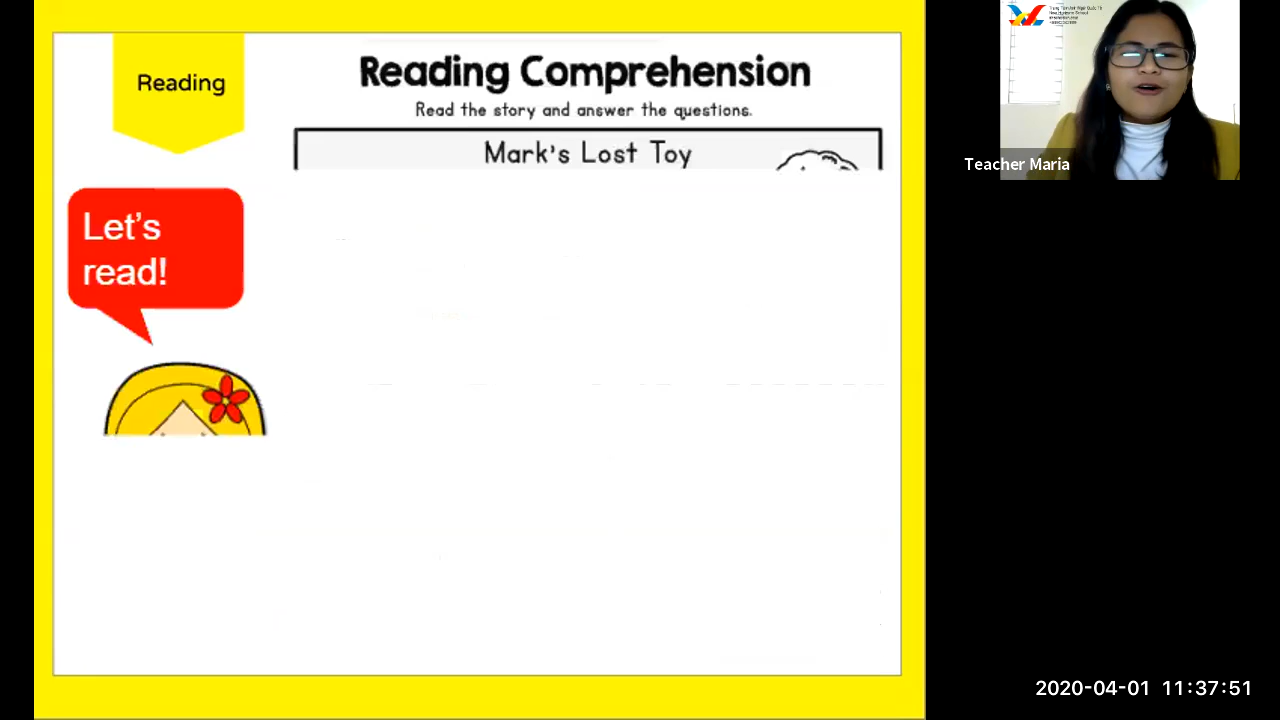 Reading
Reading Comprehension
Read the story and answer the questions.
Mark's Lost Toy
Let's
read!
Teacher Maria
2020-04-01 11:37:51